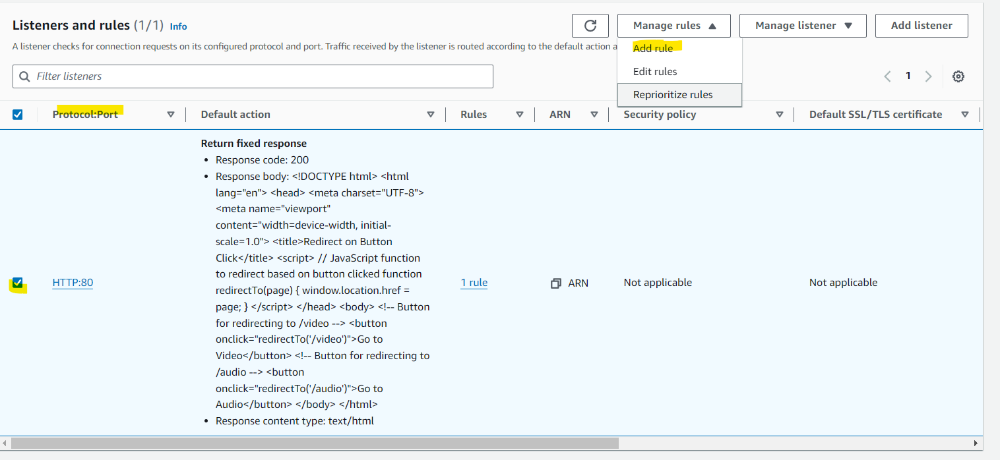 Listeners and rules (1/1) Info
Manage rules
Manage listener
Add listener
A listener checks for connection requests on its configured protocol and port. Traffic received by the listener is routed according to the default action a
Add rule
Edit rules
Reprioritize rules
Filter listeners
1
Protocol:Port
Default action
Rules
ARN
Security policy
Default SSL/TLS certificate
HTTP:80
Return fixed response
• Response code: 200
• Response body: <!DOCTYPE html> <html
lang="en"> <head> <meta charset="UTF-8">
<meta name="viewport"
content="width=device-width, initial-
scale=1.0"> <title>Redirect on Button
Click</title> <script> // JavaScript function
to redirect based on button clicked function
redirectTo(page) { window.location.href =
page; } </script> </head> <body> <!-- Button
for redirecting to /video --> <button
onclick="redirectTo('/video')">Go to
Video</button> <!-- Button for redirecting to
/audio --> <button
onclick="redirectTo('/audio')">Go to
Audio</button> </body> </html>
• Response content type: text/html
1 rule
ARN
Not applicable
Not applicable